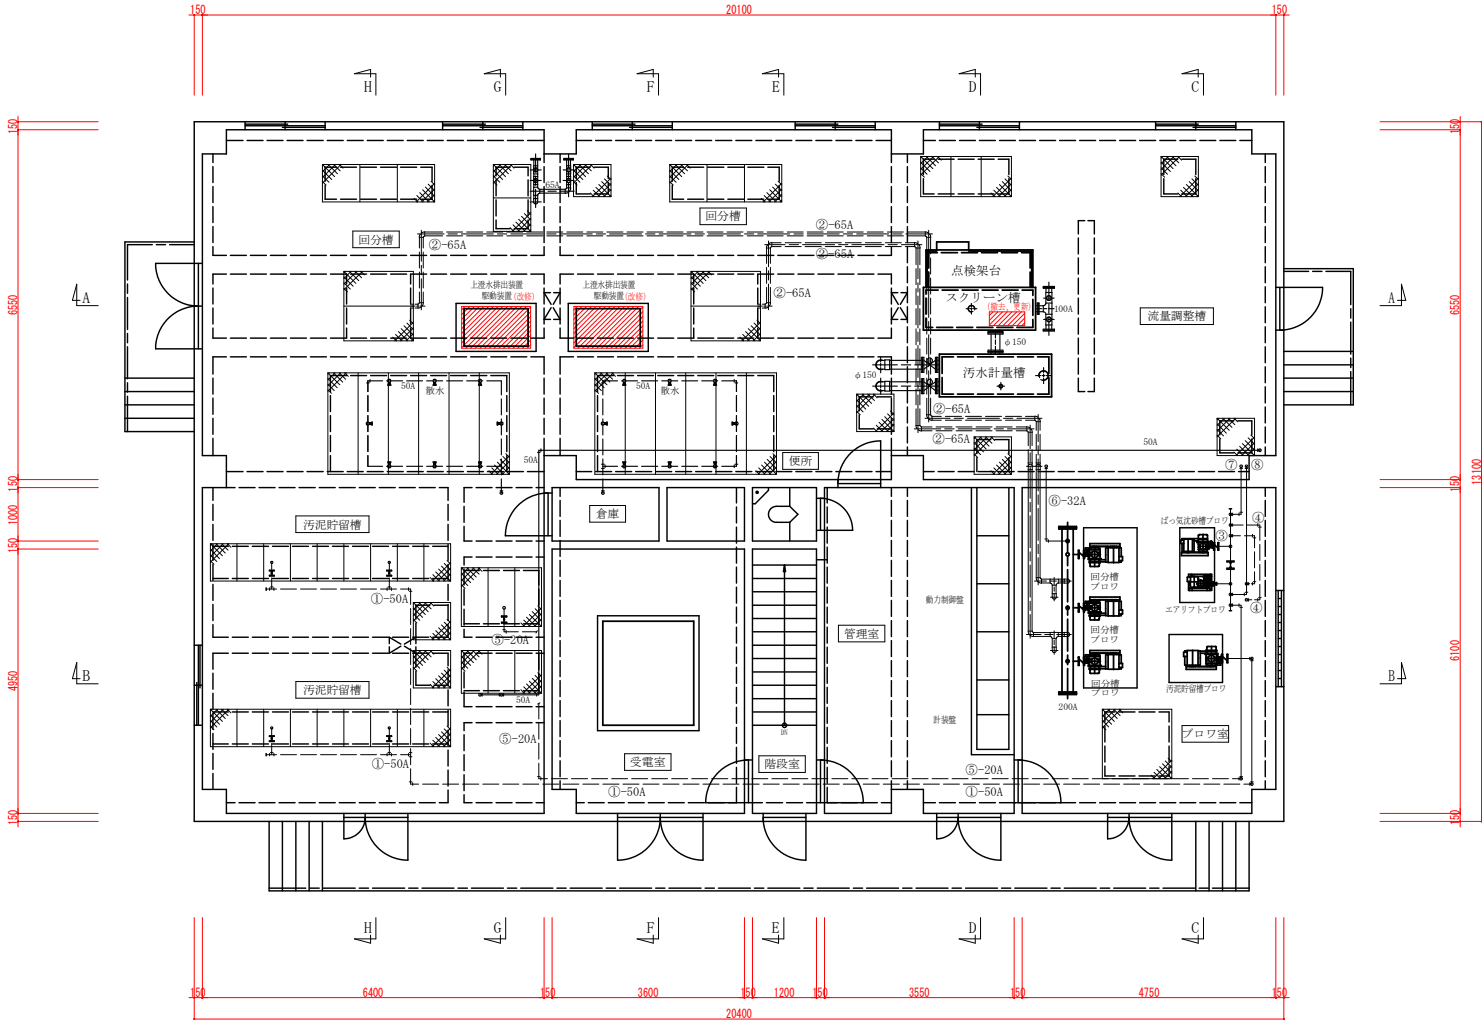 150
20100
150
H
G
F
E
D
C
150
6550
150
1000
150
4950
150
150
6550
150
6100
150
13100
65A
回分槽
回分槽
②-65A
②-65A
②-65A
②-65A
上澄水排出装置
駆動装置(改修)
上澄水排出装置
駆動装置(改修)
点検架台
スクリーン槽
(撤去、更新)
100A
流量調整槽
φ150
φ150
汚水計量槽
A
A
50A
散水
50A
②-65A
②-65A
50A
50A
便所
⑦
⑧
倉庫
⑥-32A
汚泥貯留槽
ばっ気沈砂槽ブロワ
④
③
①-50A
回分槽
ブロワ
動力制御盤
エアリフトブロワ
④
⑤-20A
管理室
回分槽
ブロワ
B
B
汚泥貯留槽
50A
回分槽
ブロワ
汚泥貯留槽ブロワ
200A
計装盤
DN
ブロワ室
⑤-20A
①-50A
受電室
階段室
⑤-20A
①-50A
①-50A
H
G
F
E
D
C
150
6400
150
3600
150
1200
150
3550
150
4750
150
20400